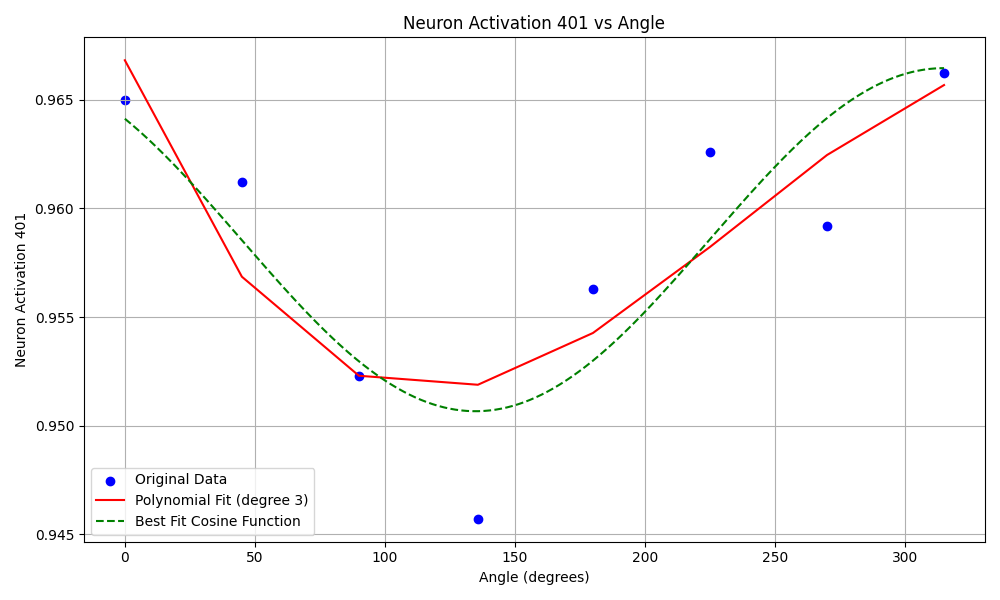 Neuron Activation 401 vs Angle
Neuron Activation 401
0.965
0.960
0.955
0.950
0.945
Original Data
Polynomial Fit (degree 3)
Best Fit Cosine Function
0 50 100 150 200 250 300
Angle (degrees)